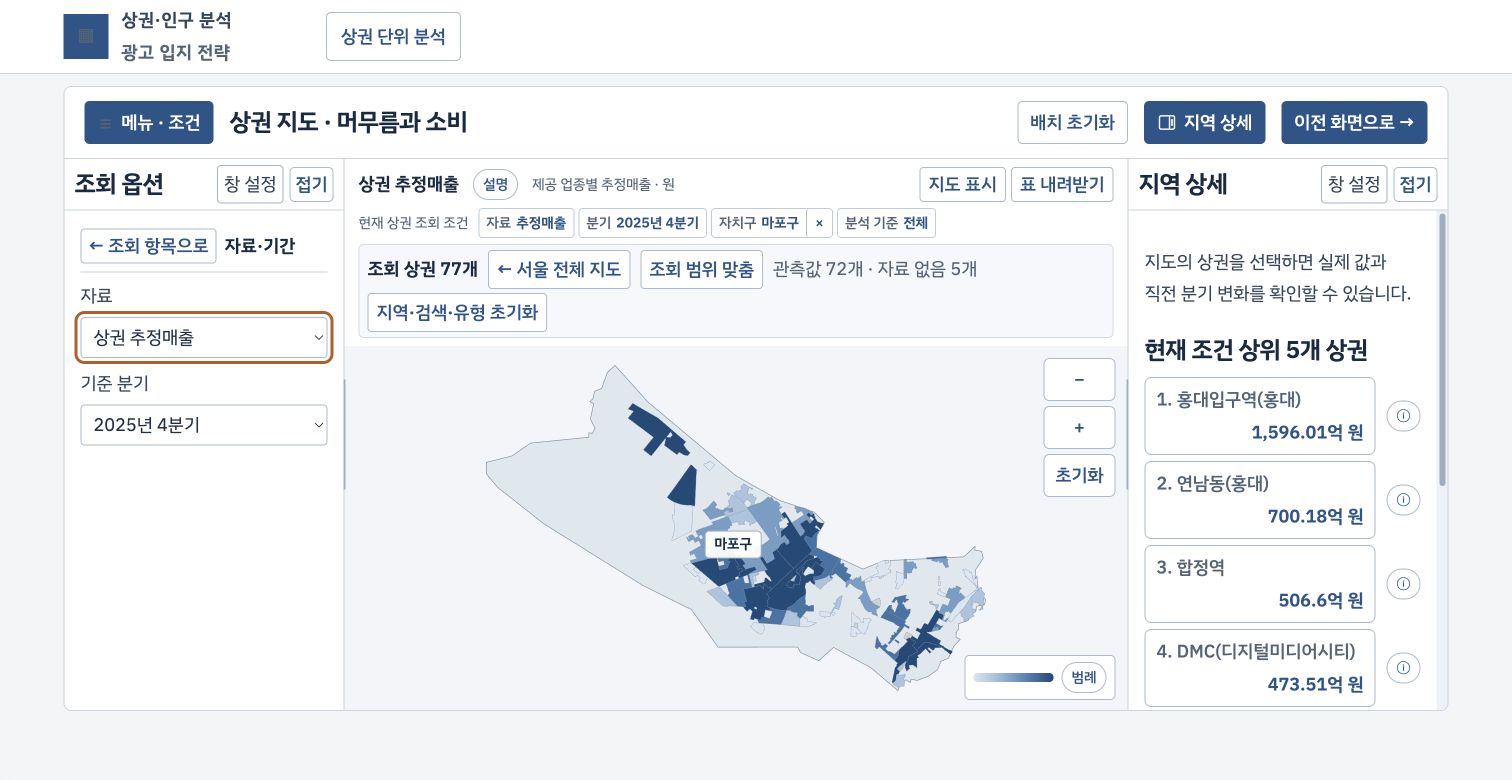 상권·인구 분석
광고 입지 전략
상권 단위 분석
≡ 메뉴 · 조건
상권 지도 · 머무름과 소비
배치 초기화
지역 상세
이전 화면으로 →
조회 옵션
창 설정
접기
← 조회 항목으로
자료·기간
자료
상권 추정매출
기준 분기
2025년 4분기
상권 추정매출
설명
제공 업종별 추정매출 · 원
지도 표시
표 내려받기
현재 상권 조회 조건
자료 추정매출
분기 2025년 4분기
자치구 마포구 ×
분석 기준 전체
조회 상권 77개
← 서울 전체 지도
조회 범위 맞춤
관측값 72개 · 자료 없음 5개
지역·검색·유형 초기화
−
+
초기화
마포구
범례
지역 상세
창 설정
접기
지도의 상권을 선택하면 실제 값과
직전 분기 변화를 확인할 수 있습니다.
현재 조건 상위 5개 상권
1. 홍대입구역(홍대)
1,596.01억 원
2. 연남동(홍대)
700.18억 원
3. 합정역
506.6억 원
4. DMC(디지털미디어시티)
473.51억 원